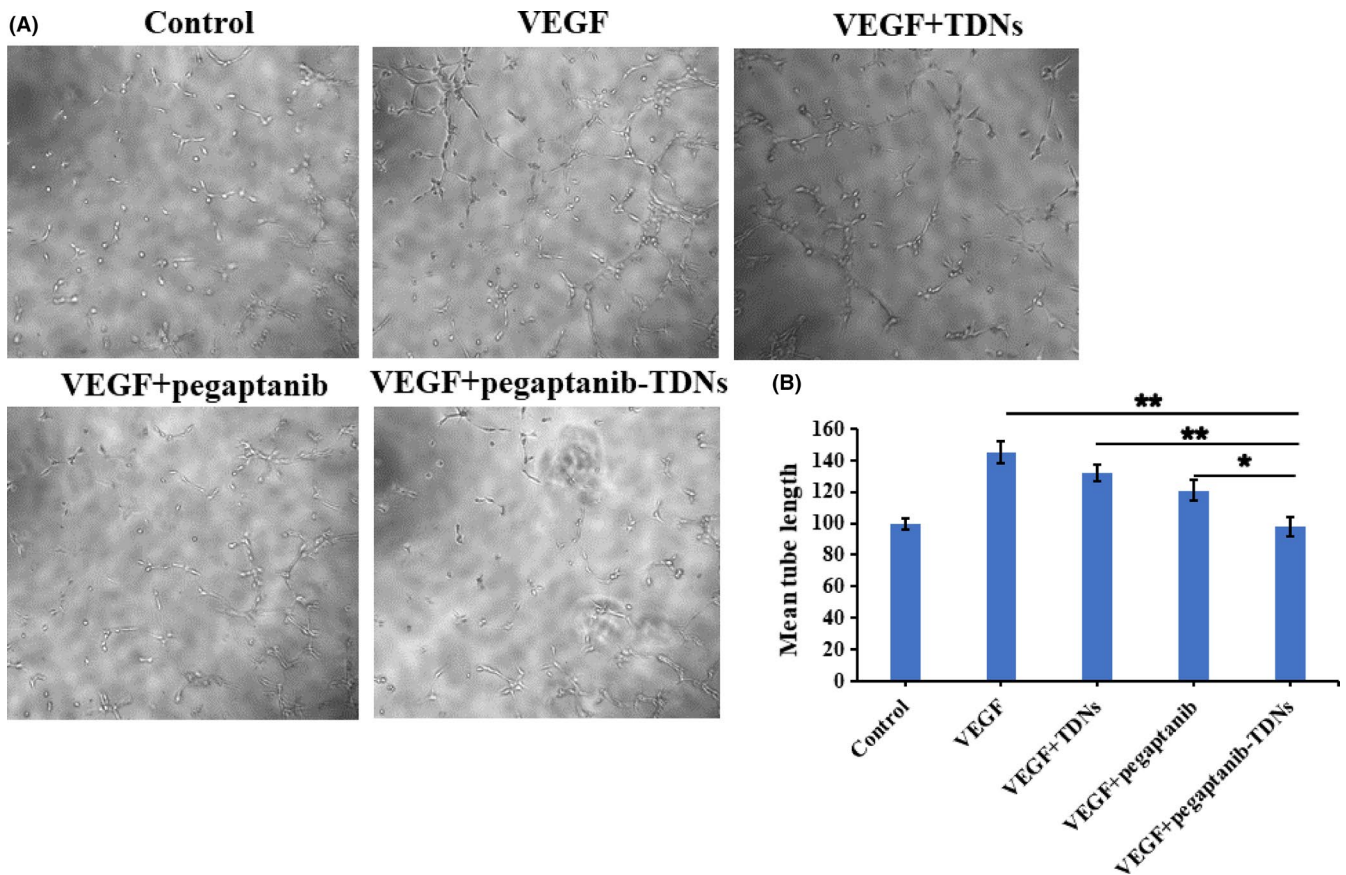 (A)
Control
VEGF
VEGF+TDNs
VEGF+pegaptanib
VEGF+pegaptanib-TDNs
(B)
**
**
*
160
140
120
100
80
60
40
20
0
Mean tube length
Control
VEGF
VEGF+TDNs
VEGF+pegaptanib
VEGF+pegaptanib-TDNs